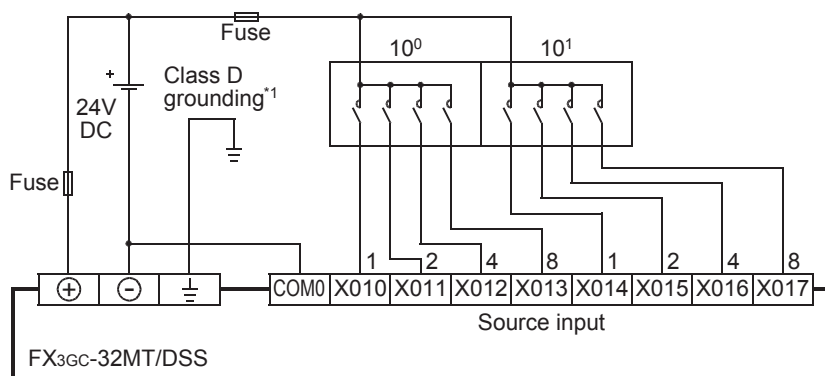 Fuse
10⁰ 10¹
+
Class D
grounding*1
24V
DC
Fuse
1 2 4 8 1 2 4 8
+ - COM0 X010 X011 X012 X013 X014 X015 X016 X017
Source input
FX3GC-32MT/DSS